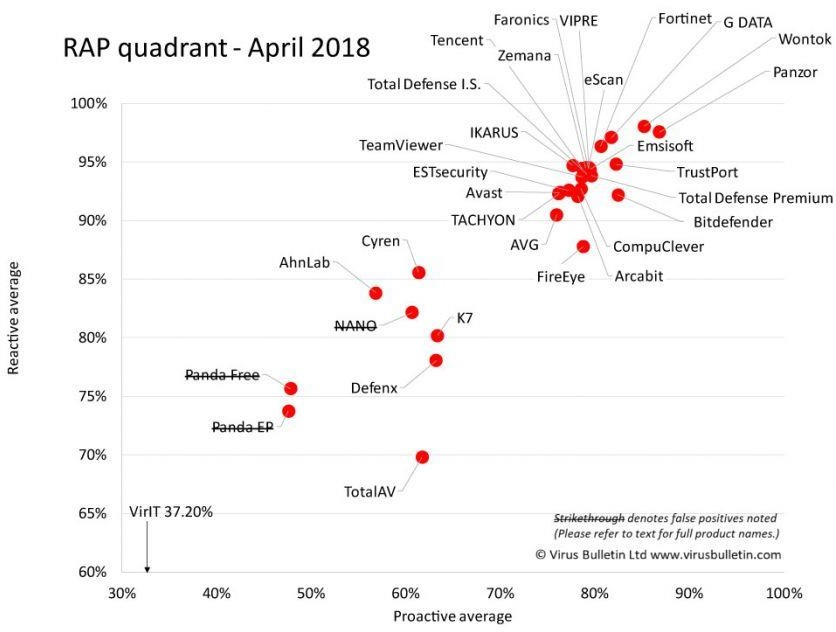 RAP quadrant - April 2018
Faronics
VIPRE
Fortinet
G DATA
Tencent
Wontok
Zemana
Panzor
eScan
Total Defense I.S.
100%
IKARUS
TeamViewer
Emsisoft
95%
ESTsecurity
TrustPort
Avast
Total Defense Premium
90%
TACHYON
Bitdefender
Cyren
AVG
CompuClever
AhnLab
FireEye
Arcabit
85%
Reactive average
NANO
K7
80%
Panda Free
Defenx
75%
Panda EP
70%
TotalAV
VirIT 37.20%
65%
Strikethrough denotes false positives noted
(Please refer to text for full product names.)
© Virus Bulletin Ltd www.virusbulletin.com
60%
30%
40%
50%
60%
70%
80%
90%
100%
Proactive average